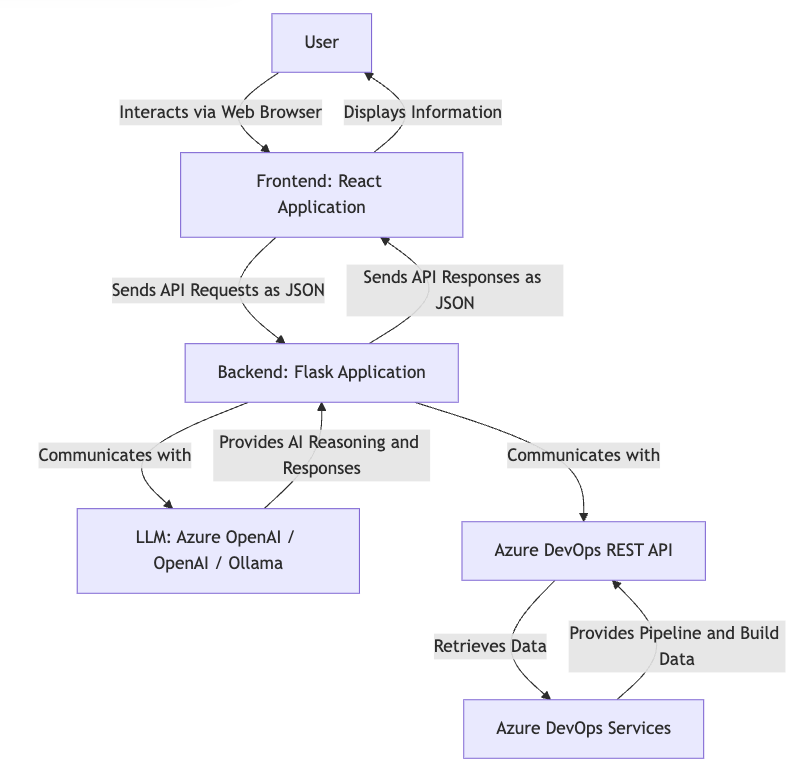 User
Interacts via Web Browser
Displays Information
Frontend: React
Application
Sends API Requests as JSON
Sends API Responses as
JSON
Backend: Flask Application
Communicates with
Provides AI Reasoning and
Responses
Communicates with
LLM: Azure OpenAI /
OpenAI / Ollama
Azure DevOps REST API
Retrieves Data
Provides Pipeline and Build
Data
Azure DevOps Services